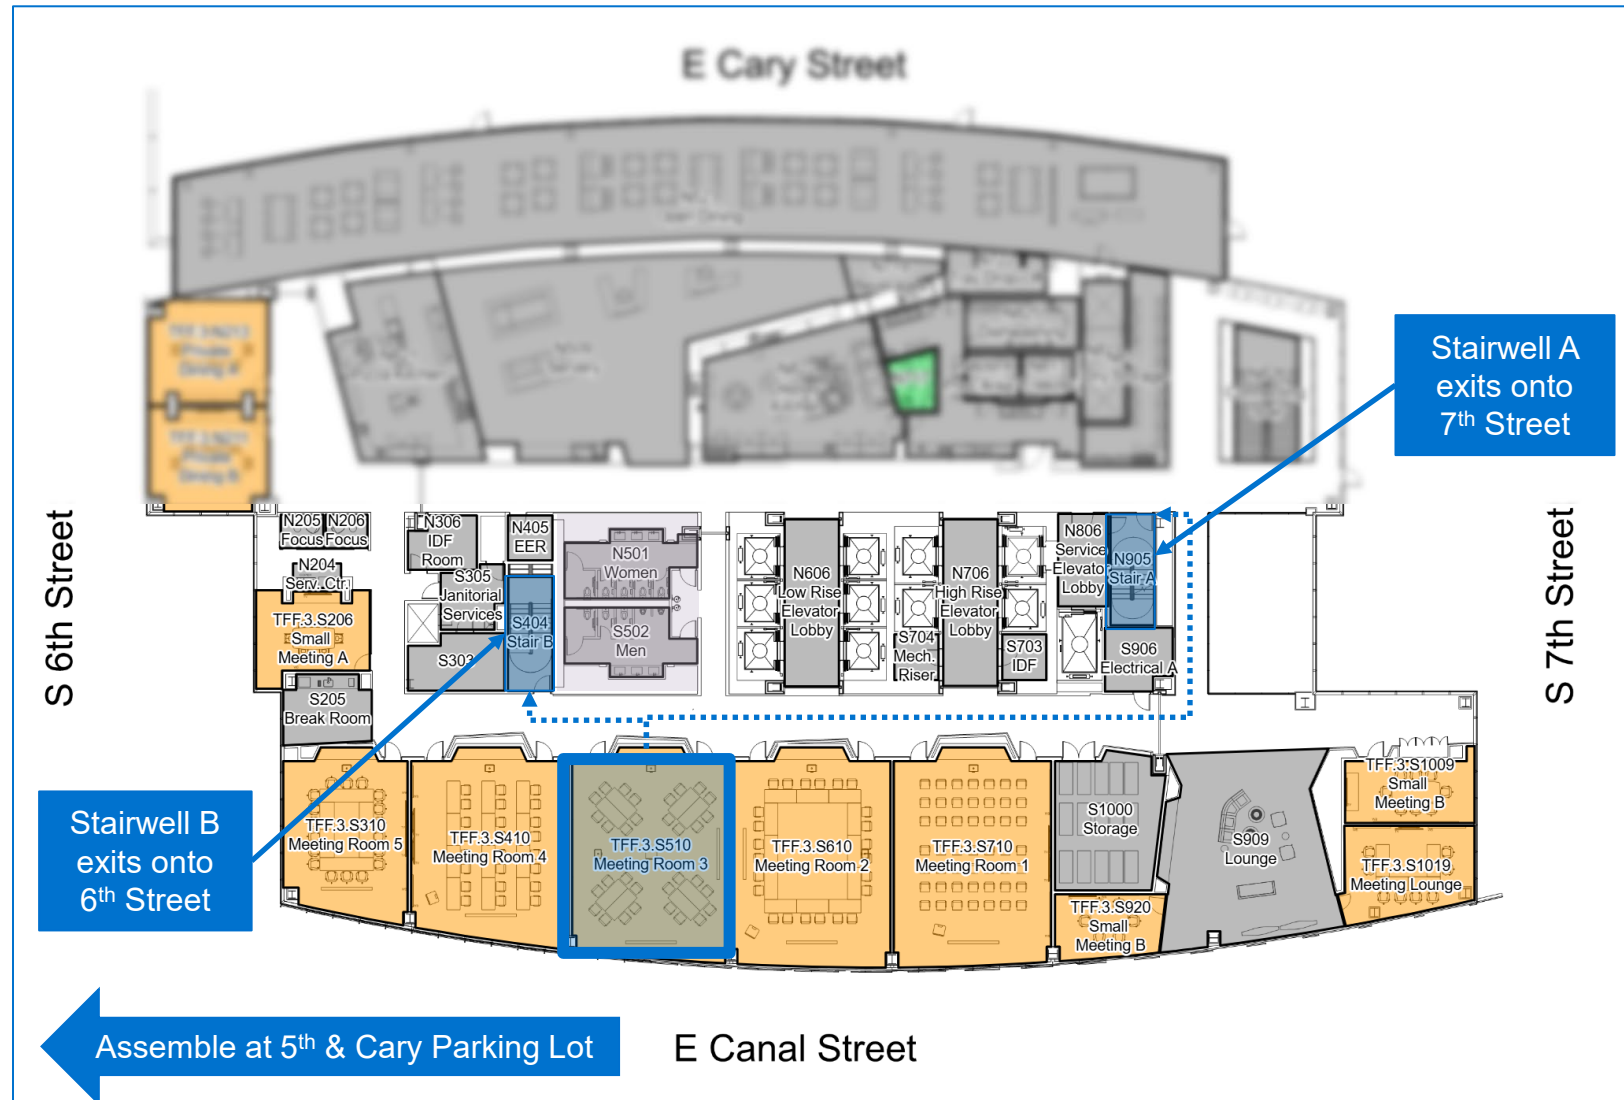 E Cary Street
Stairwell A
exits onto
7th Street
S 6th Street
S 7th Street
N205
Focus
N206
Focus
N204
Serv. Ctr.
TFF.3.S206
Small
Meeting A
S205
Break Room
N306
IDF
Room
S305
Janitorial
Services
S303
N405
EER
S404
Stair B
N501
Women
S502
Men
N606
Low Rise
Elevator
Lobby
N706
High Rise
Elevator
Lobby
S704
Mech.
Riser
S703
IDF
N806
Service
Elevator
Lobby
N905
Stair A
S906
Electrical A
Stairwell B
exits onto
6th Street
TFF.3.S310
Meeting Room 5
TFF.3.S410
Meeting Room 4
TFF.3.S510
Meeting Room 3
TFF.3.S610
Meeting Room 2
TFF.3.S710
Meeting Room 1
S1000
Storage
TFF.3.S920
Small
Meeting B
S909
Lounge
TFF.3.S1009
Small
Meeting B
TFF.3.S1019
Meeting Lounge
Assemble at 5th & Cary Parking Lot
E Canal Street